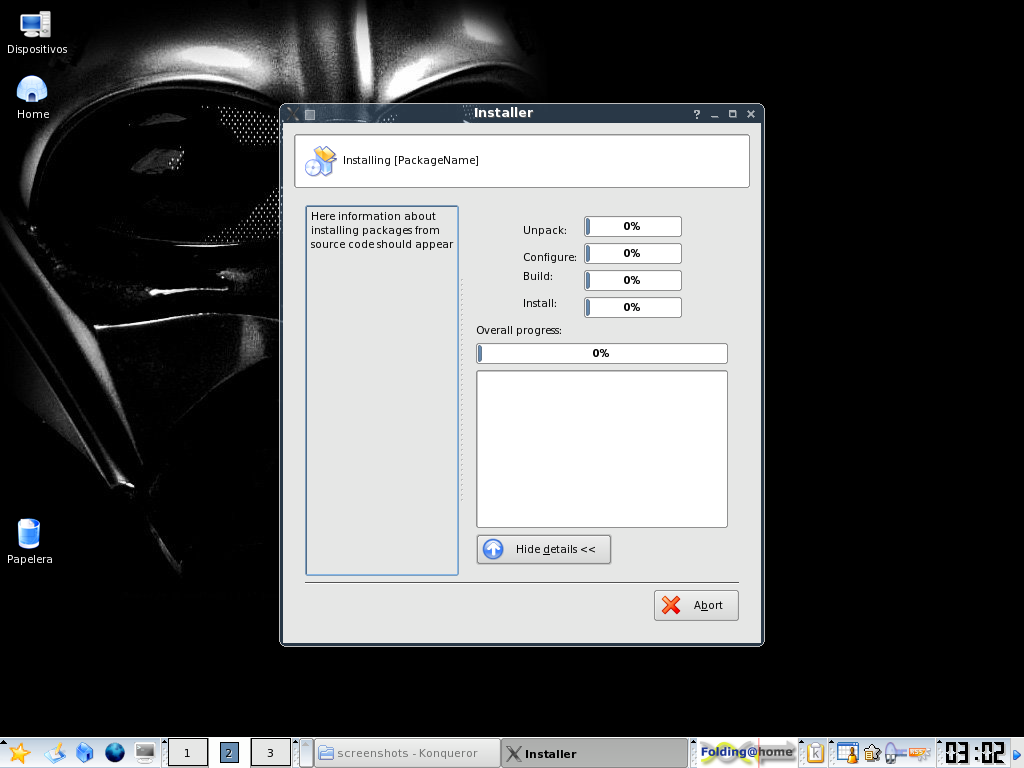 Dispositivos
Home
Papelera
Installer
?
Installing [PackageName]
Here information about
installing packages from
source code should appear
Unpack: 0%
Configure: 0%
Build: 0%
Install: 0%
Overall progress:
0%
Hide details <<
Abort
1 2 3
screenshots - Konqueror
Installer
Folding@home
k
03:02